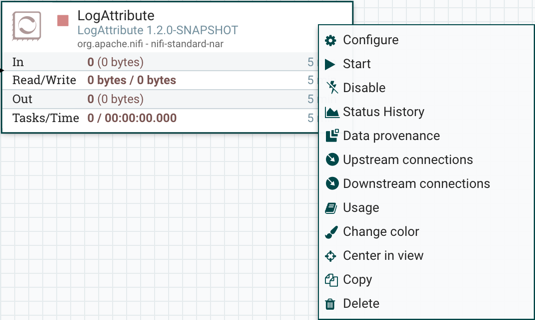 LogAttribute
LogAttribute 1.2.0-SNAPSHOT
org.apache.nifi - nifi-standard-nar
In 0 (0 bytes) 5
Read/Write 0 bytes / 0 bytes 5
Out 0 (0 bytes) 5
Tasks/Time 0 / 00:00:00.000 5
Configure
Start
Disable
Status History
Data provenance
Upstream connections
Downstream connections
Usage
Change color
Center in view
Copy
Delete